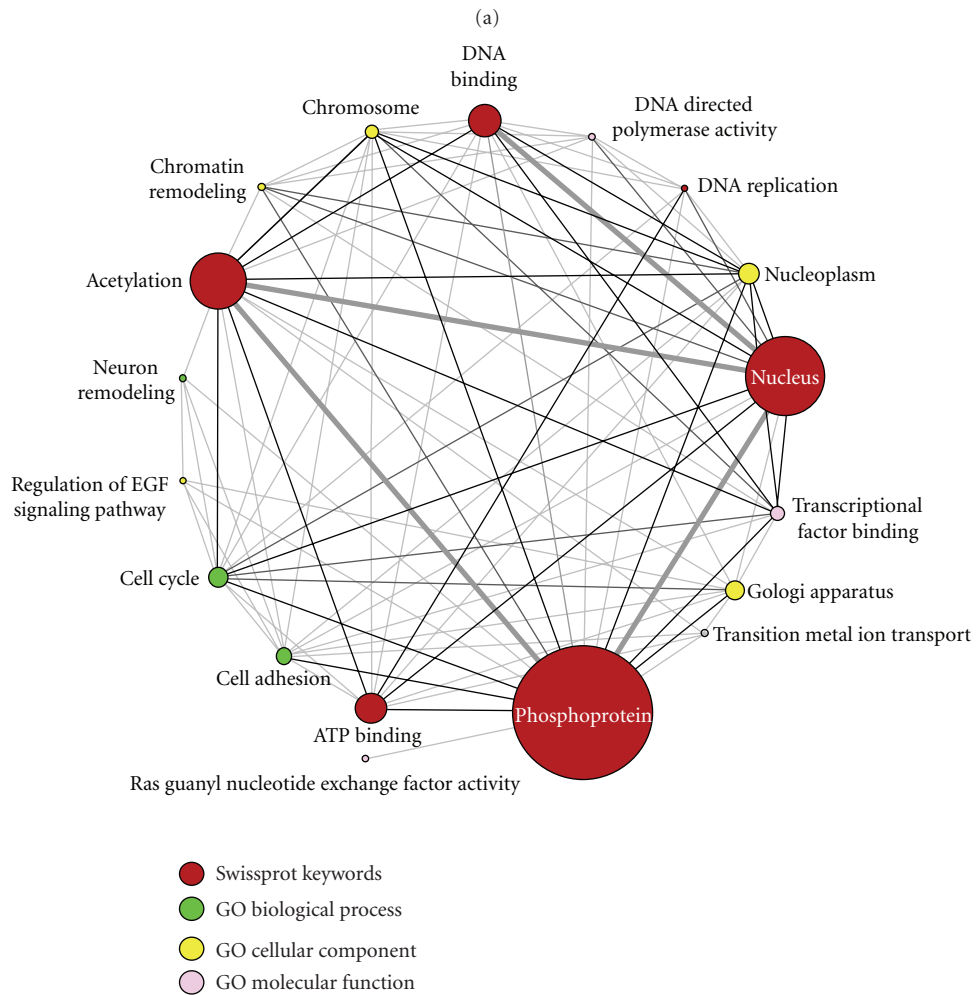 (a)
DNA
binding
DNA directed
polymerase activity
Chromosome
Chromatin
remodeling
DNA replication
Acetylation
Nucleoplasm
Nucleus
Neuron
remodeling
Regulation of EGF
signaling pathway
Transcriptional
factor binding
Cell cycle
Gologi apparatus
Transition metal ion transport
Cell adhesion
Phosphoprotein
ATP binding
Ras guanyl nucleotide exchange factor activity
Swissprot keywords
GO biological process
GO cellular component
GO molecular function